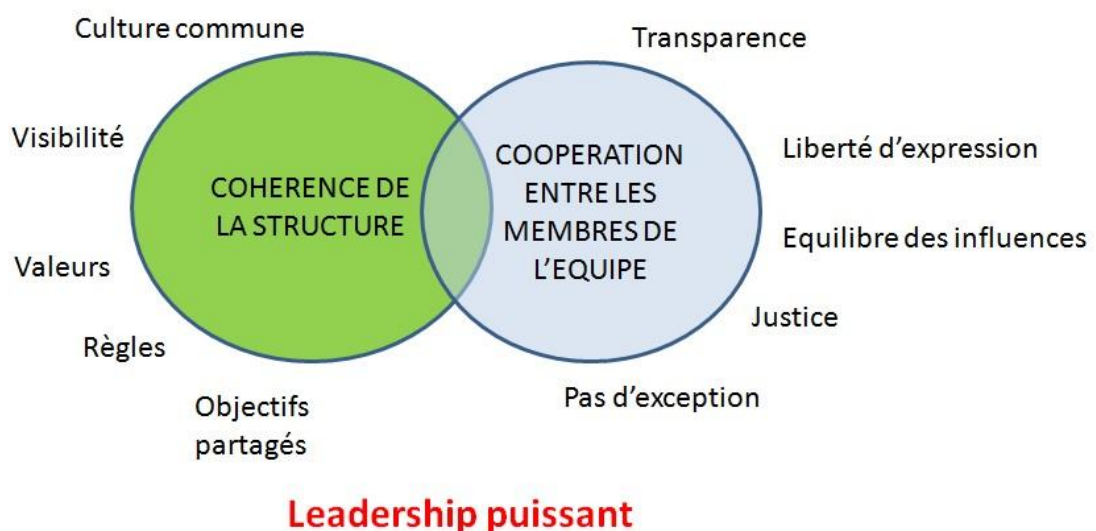 Culture commune
Visibilité
Valeurs
Règles
Objectifs
partagés
COHERENCE DE
LA STRUCTURE
COOPERATION
ENTRE LES
MEMBRES DE
L’EQUIPE
Transparence
Liberté d’expression
Equilibre des influences
Justice
Pas d’exception
Leadership puissant